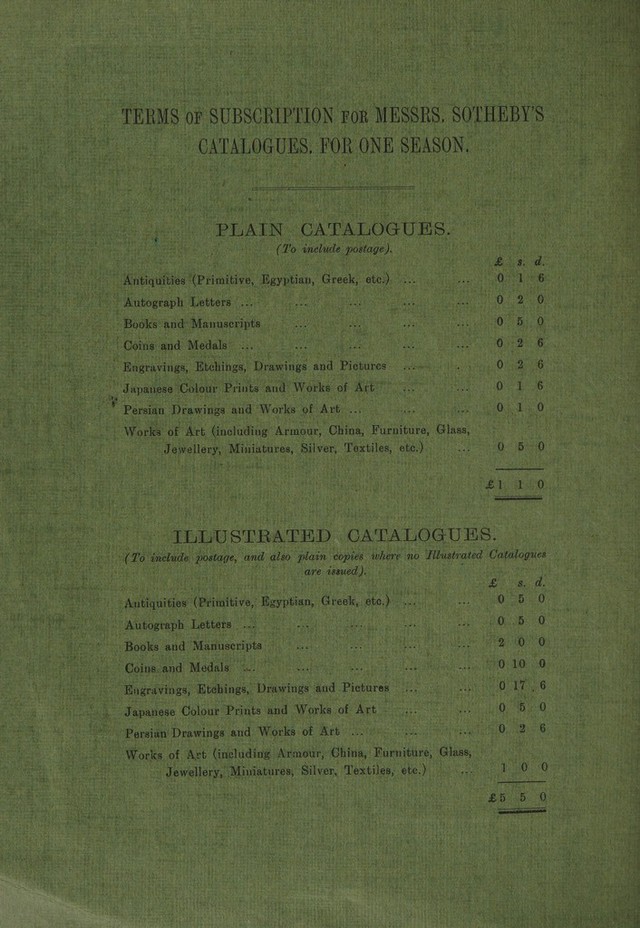 TERMS OF SUBSCRIPTION FOR MESSRS. SOTHEBY'S
CATALOGUES. FOR ONE SEASON.
PLAIN CATALOGUES.
(To include postage).
£ s. d.
Antiquities (Primitive, Egyptian, Greek, etc.) ... ... 0 1 6
Autograph Letters ... ... ... ... ... 0 2 0
Books and Manuscripts ... ... ... ... 0 5 0
Coins and Medals ... ... ... ... ... 0 2 6
Engravings, Etchings, Drawings and Pictures ... . 0 2 6
Japanese Colour Prints and Works of Art ... ... 0 1 6
Persian Drawings and Works of Art ... ... ... 0 1 0
Works of Art (including Armour, China, Furniture, Glass,
Jewellery, Miniatures, Silver, Textiles, etc.) ... 0 5 0
£1 1 0
ILLUSTRATED CATALOGUES.
(To include postage, and also plain copies where no Illustrated Catalogues
are issued).
£ s. d.
Antiquities (Primitive, Egyptian, Greek, etc.) ... ... 0 5 0
Autograph Letters ... ... ... ... ... 0 5 0
Books and Manuscripts ... ... ... ... 2 0 0
Coins and Medals ... ... ... ... ... 0 10 0
Engravings, Etchings, Drawings and Pictures ... ... 0 17 6
Japanese Colour Prints and Works of Art ... ... 0 5 0
Persian Drawings and Works of Art ... ... ... 0 2 6
Works of Art (including Armour, China, Furniture, Glass,
Jewellery, Miniatures, Silver, Textiles, etc.) .. 1 0 0
£5 5 0